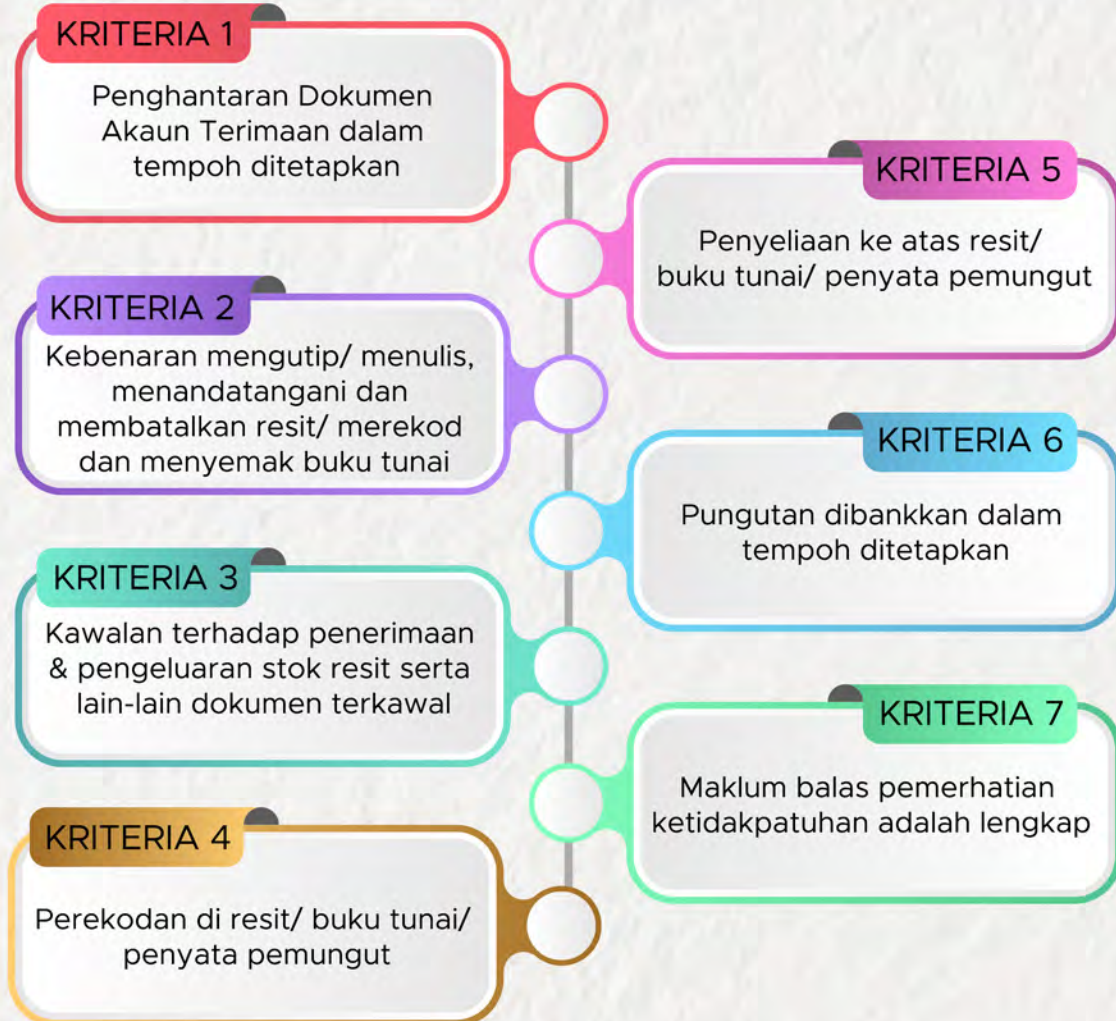 KRITERIA 1
Penghantaran Dokumen
Akaun Terimaan dalam
tempoh ditetapkan
KRITERIA 2
Kebenaran mengutip/ menulis,
menandatangani dan
membatalkan resit/ merekod
dan menyemak buku tunai
KRITERIA 3
Kawalan terhadap penerimaan
& pengeluaran stok resit serta
lain-lain dokumen terkawal
KRITERIA 4
Perekodan di resit/ buku tunai/
penyata pemungut
KRITERIA 5
Penyeliaan ke atas resit/
buku tunai/ penyata pemungut
KRITERIA 6
Pungutan dibankkan dalam
tempoh ditetapkan
KRITERIA 7
Maklum balas pemerhatian
ketidakpatuhan adalah lengkap